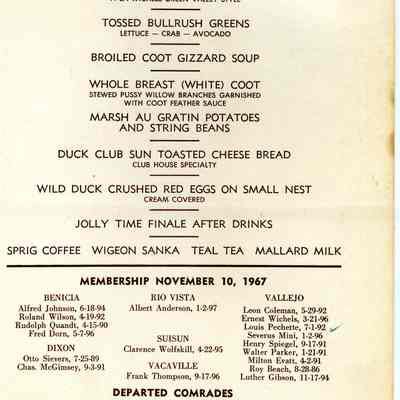 TOSSED BULLRUSH GREENS
LETTUCE — CRAB — AVOCADO
BROILED COOT GIZZARD SOUP
WHOLE BREAST (WHITE) COOT
STEWED PUSSY WILLOW BRANCHES GARNISHED
WITH COOT FEATHER SAUCE
MARSH AU GRATIN POTATOES
AND STRING BEANS
DUCK CLUB SUN TOASTED CHEESE BREAD
CLUB HOUSE SPECIALTY
WILD DUCK CRUSHED RED EGGS ON SMALL NEST
CREAM COVERED
JOLLY TIME FINALE AFTER DRINKS
SPRIG COFFEE WIGEON SANKA TEAL TEA MALLARD MILK
MEMBERSHIP NOVEMBER 10, 1967
BENICIA
Alfred Johnson, 6-18-94
Roland Wilson, 4-19-92
Rudolph Quandt, 4-15-90
Fred Dorn, 5-7-96
DIXON
Otto Sievers, 7-25-89
Chas. McGimsey, 9-3-91
RIO VISTA
Albert Anderson, 1-2-97
SUISUN
Clarence Wolfskill, 4-22-95
VACAVILLE
Frank Thompson, 9-17-96
VALLEJO
Leon Coleman, 5-29-92
Ernest Wichels, 3-21-96
Louis Pechette, 7-1-92
Severus Mini, 1-2-96
Henry Spiegel, 9-17-91
Walter Parker, 1-21-91
Milton Evatt, 4-2-91
Roy Beach, 8-28-86
Luther Gibson, 11-17-94
DEPARTED COMRADES